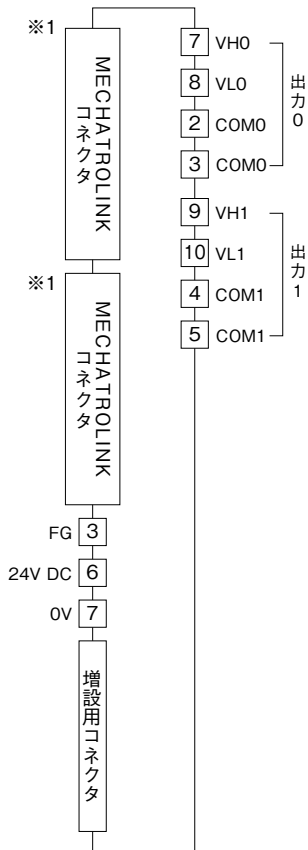 ※1
MECHATROLINK
コネクタ
※1
MECHATROLINK
コネクタ
FG 3
24V DC 6
0V 7
増設用コネクタ
7 VH0
8 VL0
2 COM0
3 COM0
出力0
9 VH1
10 VL1
4 COM1
5 COM1
出力1